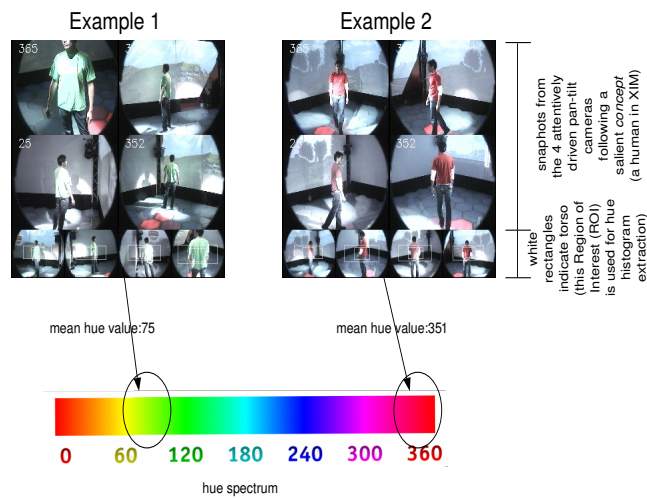 Example 1
Example 2
365
365
25
352
352
snaphots from
the 4 attentively
driven pan-tilt
cameras
following a
salient concept
(a human in XIM)
white
rectangles
indicate torso
(this Region of
Interest (ROI)
is used for hue
histogram
extraction)
mean hue value:75
mean hue value:351
0 60 120 180 240 300 360
hue spectrum